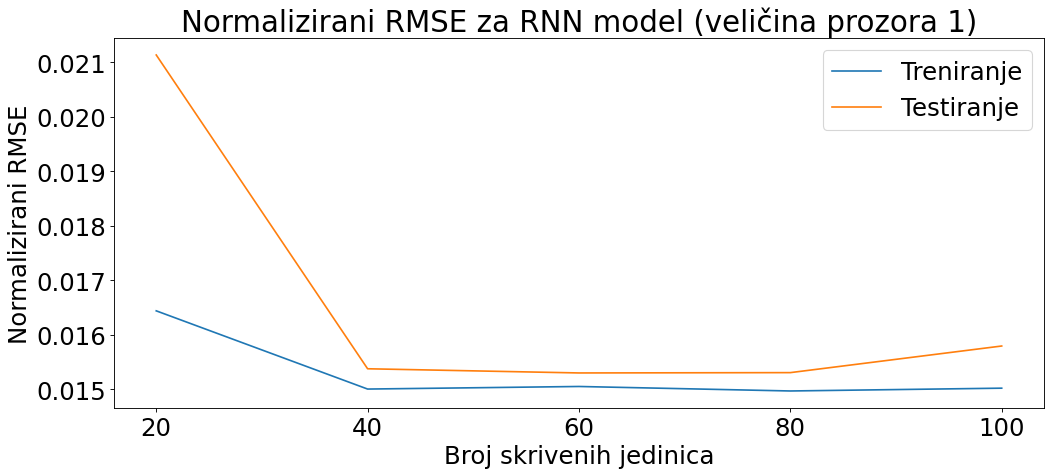 Normalizirani RMSE za RNN model (veličina prozora 1)
Normalizirani RMSE
0.021
0.020
0.019
0.018
0.017
0.016
0.015
Treniranje
Testiranje
20 40 60 80 100
Broj skrivenih jedinica